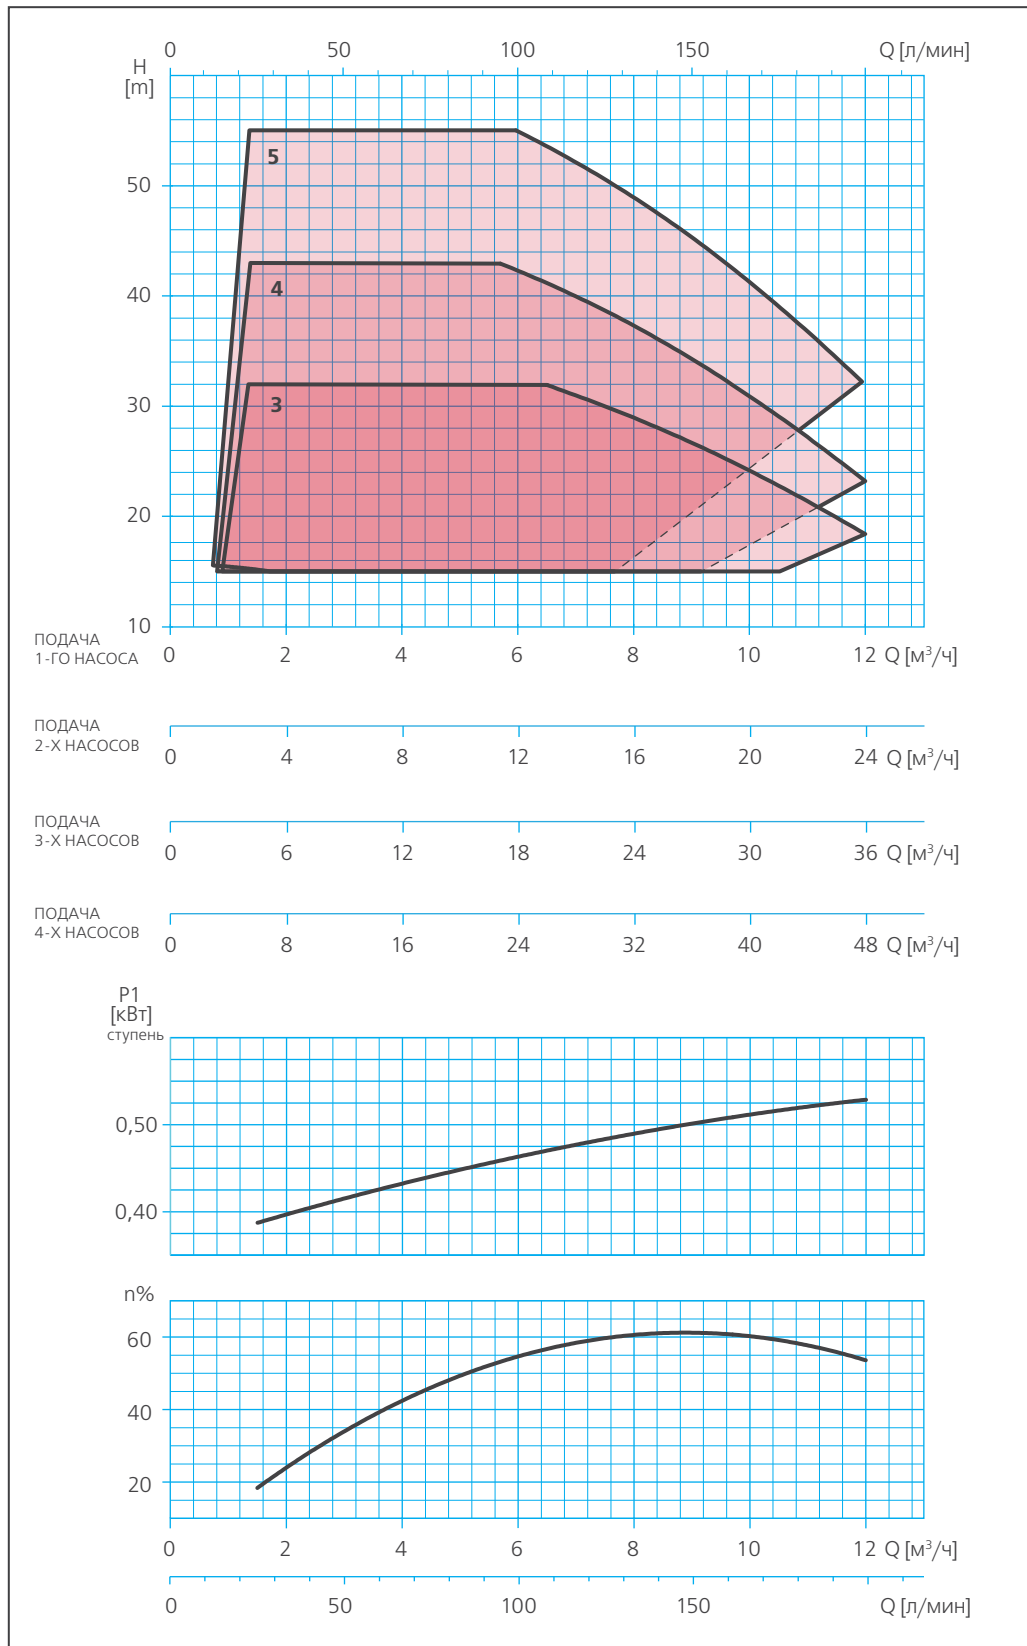 0 50 100 150 Q [л/мин]
H
[m]
5
50
4
40
3
30
20
10
ПОДАЧА
1-ГО НАСОСА
0 2 4 6 8 10 12 Q [м³/ч]
ПОДАЧА
2-Х НАСОСОВ
0 4 8 12 16 20 24 Q [м³/ч]
ПОДАЧА
3-Х НАСОСОВ
0 6 12 18 24 30 36 Q [м³/ч]
ПОДАЧА
4-Х НАСОСОВ
0 8 16 24 32 40 48 Q [м³/ч]
P1
[кВт]
ступень
0,50
0,40
n%
60
40
20
0 2 4 6 8 10 12 Q [м³/ч]
0 50 100 150 Q [л/мин]